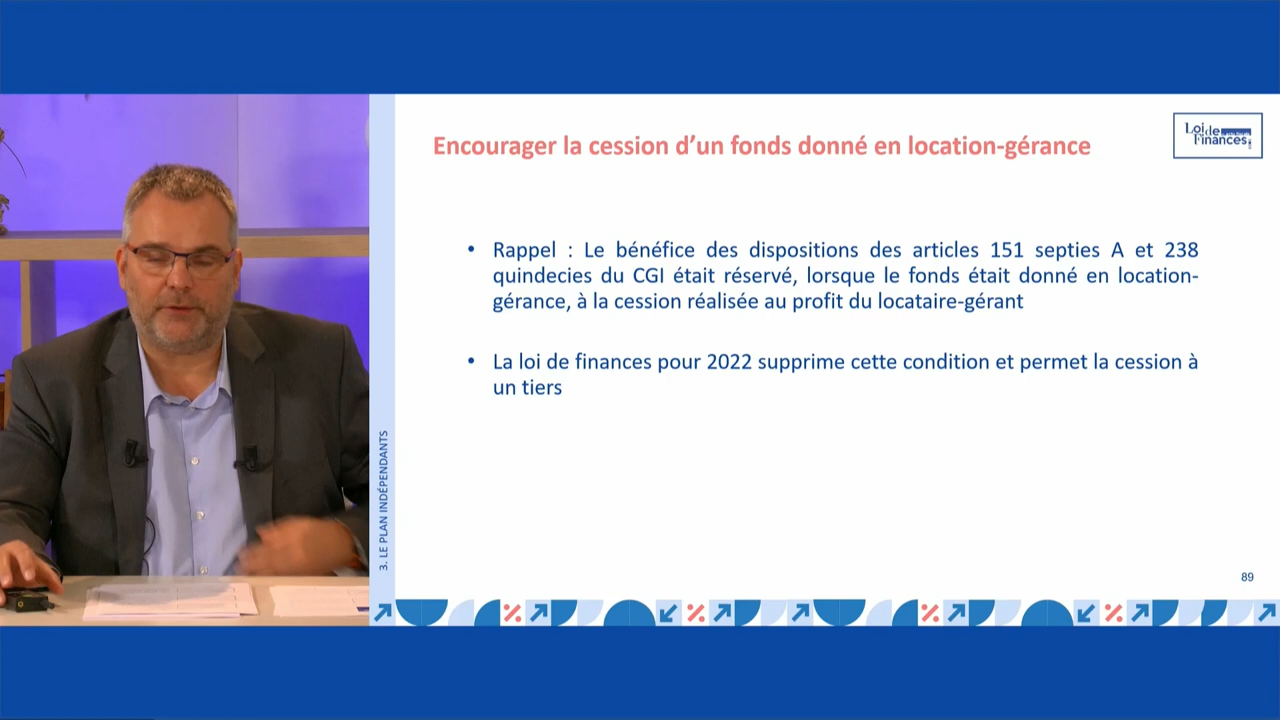 Encourager la cession d'un fonds donné en location-gérance
Loi de
Finances
• Rappel : Le bénéfice des dispositions des articles 151 septies A et 238
quindecies du CGI était réservé, lorsque le fonds était donné en location-
gérance, à la cession réalisée au profit du locataire-gérant
• La loi de finances pour 2022 supprime cette condition et permet la cession à
un tiers
3. LE PLAN INDÉPENDANTS
89